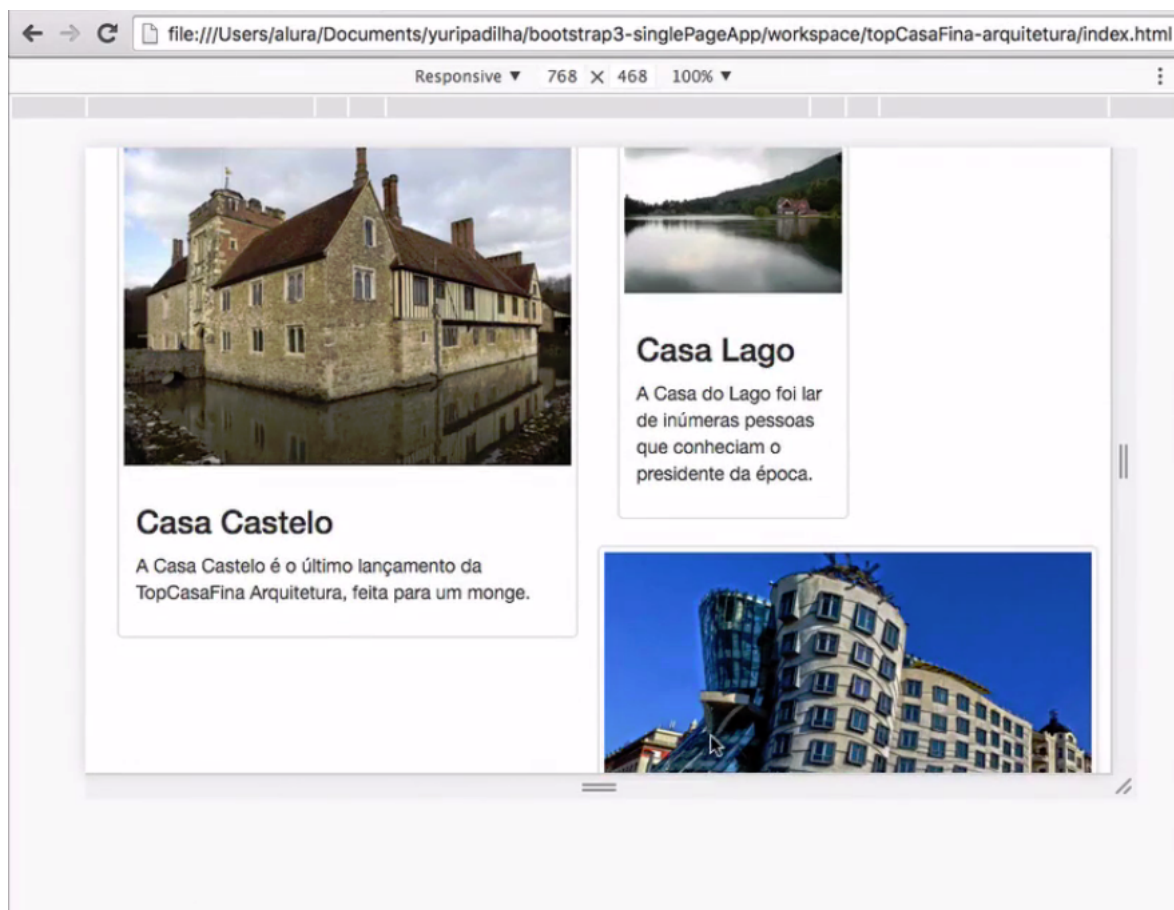 file:///Users/alura/Documents/yuripadilha/bootstrap3-singlePageApp/workspace/topCasaFina-arquitetura/index.html
Responsive ▼ 768 × 468 100% ▼
Casa Castelo
A Casa Castelo é o último lançamento da
TopCasaFina Arquitetura, feita para um monge.
Casa Lago
A Casa do Lago foi lar
de inúmeras pessoas
que conheciam o
presidente da época.